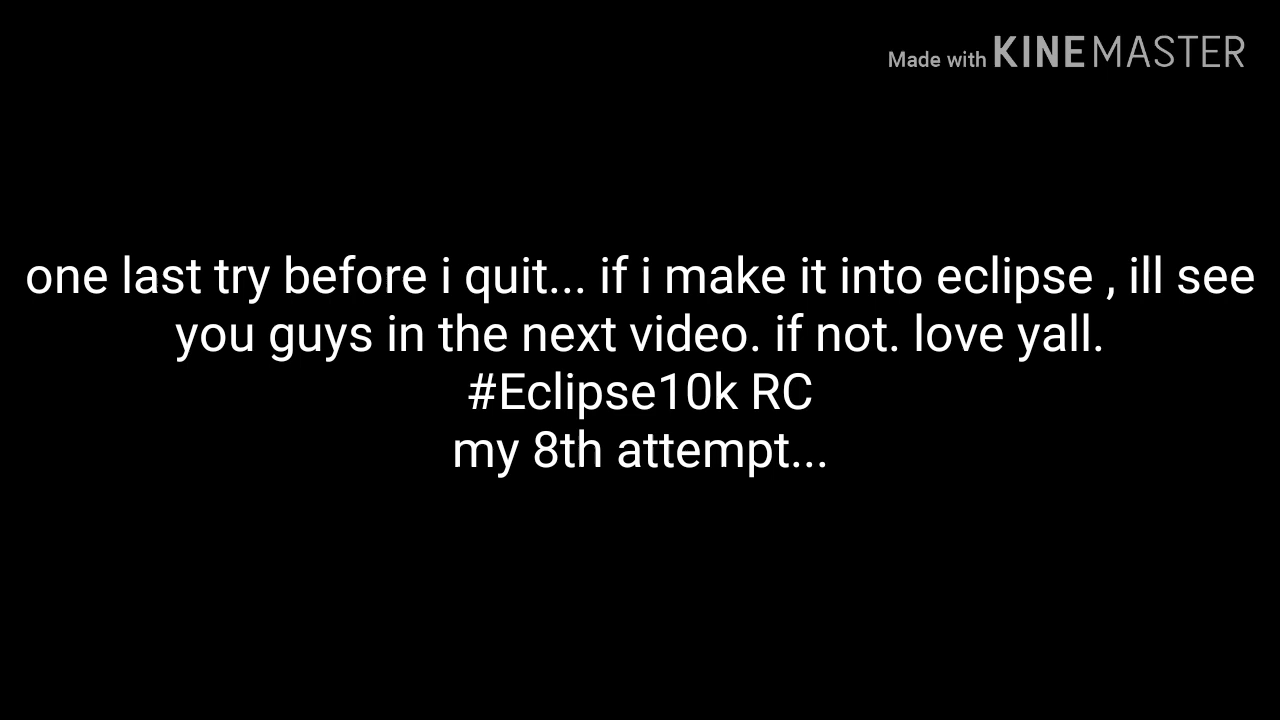 Made with KINEMASTER
one last try before i quit... if i make it into eclipse , ill see
you guys in the next video. if not. love yall.
#Eclipse10k RC
my 8th attempt...